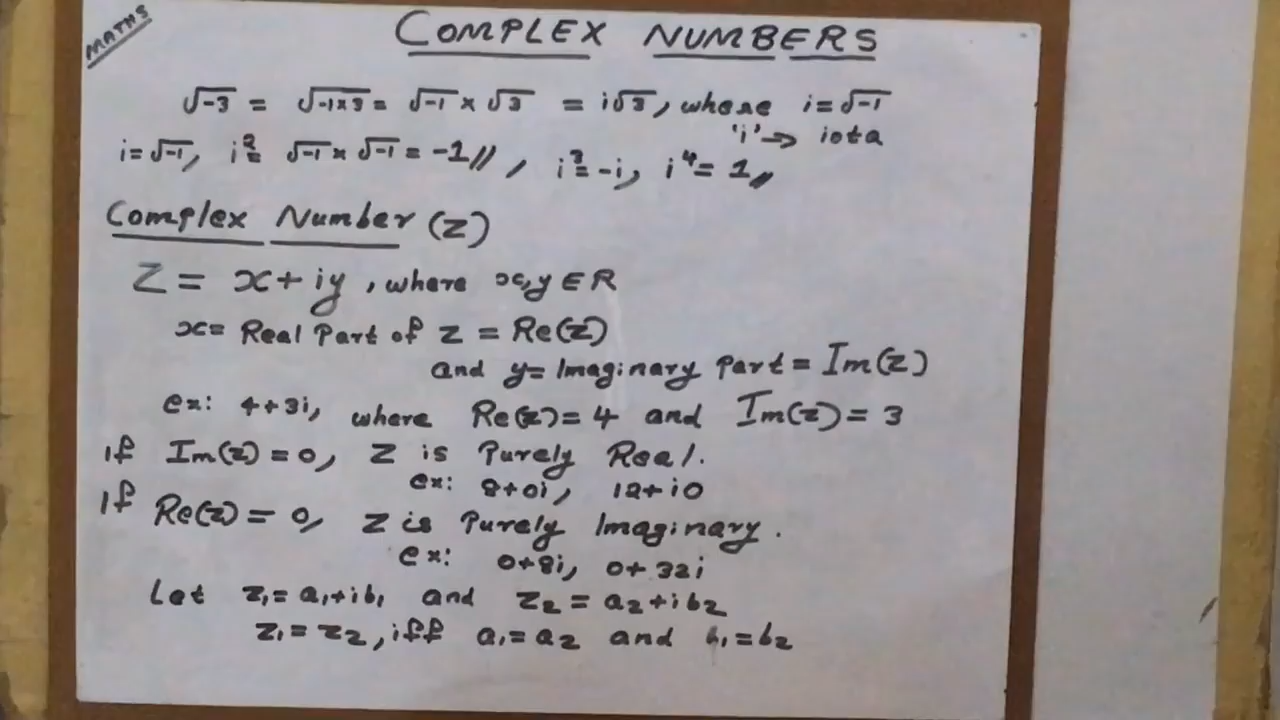 MATHS
COMPLEX NUMBERS
√-3 = √-1×3 = √-1 × √3 = i√3, where i = √-1
'i' → iota
i = √-1, i² = √-1 × √-1 = -1//, i³ = -i, i⁴ = 1//
Complex Number (Z)
Z = x + iy, where x,y ∈ R
x = Real Part of Z = Re(Z)
and y = Imaginary Part = Im(Z)
ex: 4+3i, where Re(z) = 4 and Im(z) = 3
if Im(z) = 0, Z is Purely Real.
ex: 8+0i, 12+i0
If Re(z) = 0, Z is Purely Imaginary.
ex: 0+8i, 0+32i
Let z₁ = a₁+ib₁ and z₂ = a₂+ib₂
z₁ = z₂, iff a₁ = a₂ and b₁ = b₂